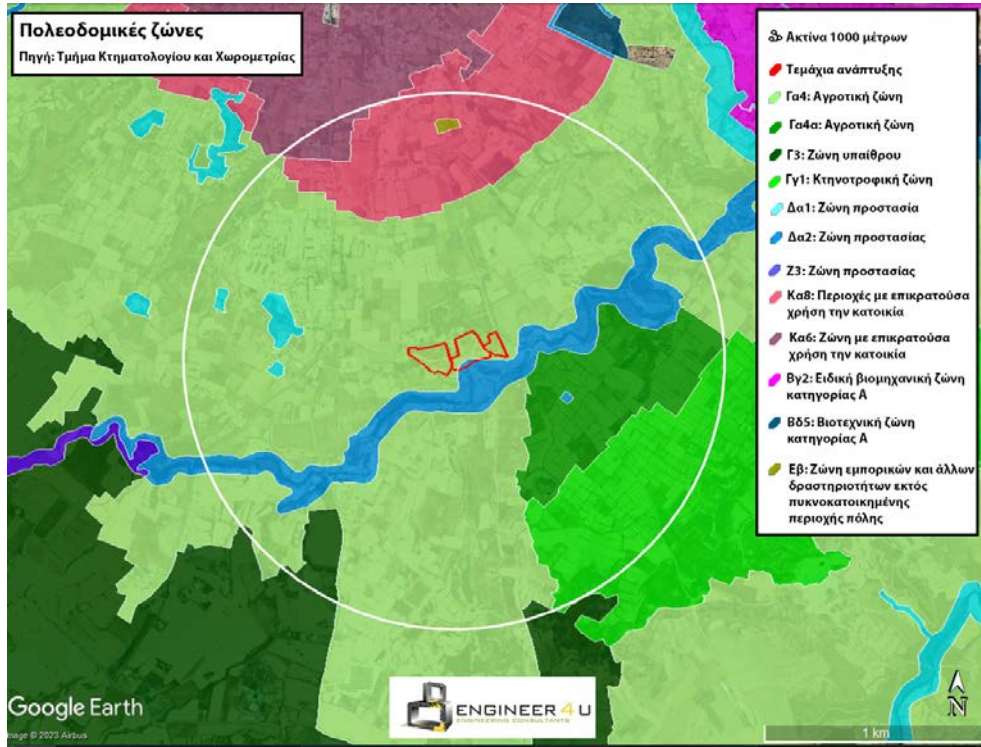 Πολεοδομικές ζώνες
Πηγή: Τμήμα Κτηματολογίου και Χωρομετρίας
Ακτίνα 1000 μέτρων
Τεμάχια ανάπτυξης
Γα4: Αγροτική ζώνη
Γα4α: Αγροτική ζώνη
Γ3: Ζώνη υπαίθρου
Γγ1: Κτηνοτροφική ζώνη
Δα1: Ζώνη προστασία
Δα2: Ζώνη προστασίας
Ζ3: Ζώνη προστασίας
Κα8: Περιοχές με επικρατούσα
χρήση την κατοικία
Κα6: Ζώνη με επικρατούσα
χρήση την κατοικία
Βγ2: Ειδική βιομηχανική ζώνη
κατηγορίας Α
Βδ5: Βιοτεχνική ζώνη
κατηγορίας Α
Εβ: Ζώνη εμπορικών και άλλων
δραστηριοτήτων εκτός
πυκνοκατοικημένης
περιοχής πόλης
Google Earth
Image © 2023 Airbus
ENGINEER 4 U
ENGINEERING CONSULTANTS
N
1 km